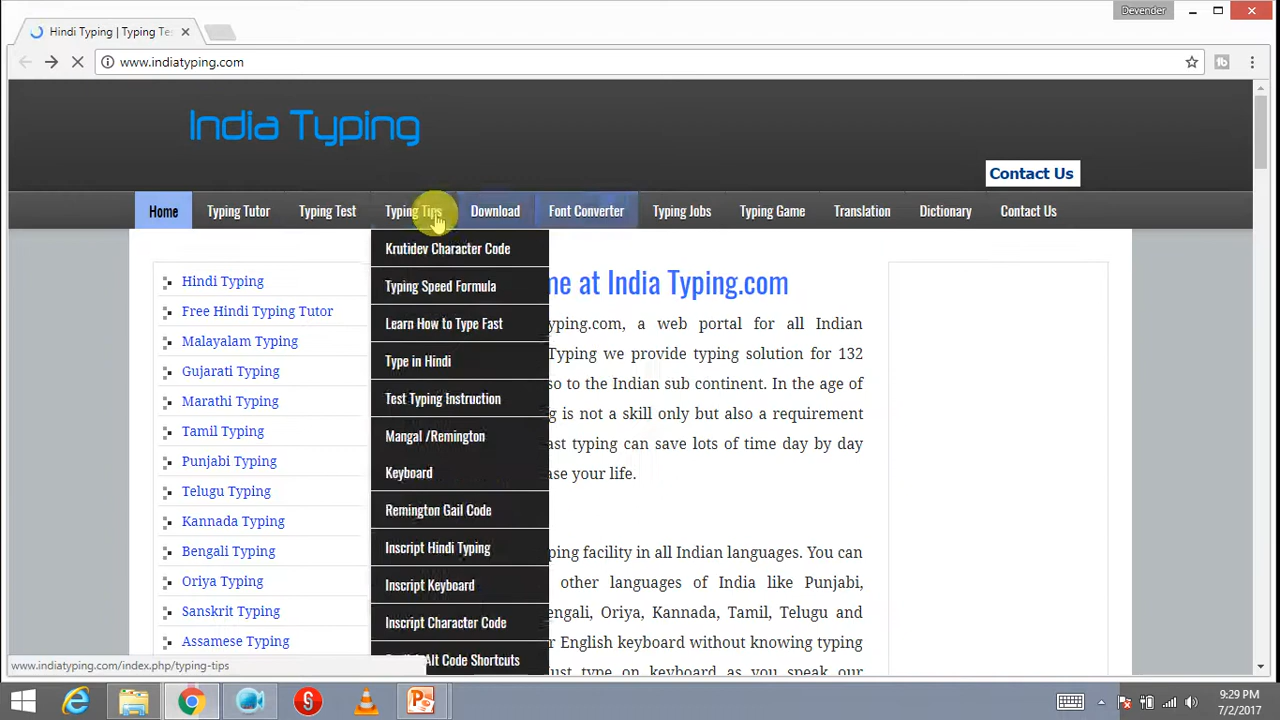 Devender
Hindi Typing | Typing Te
www.indiatyping.com
India Typing
Contact Us
Home Typing Tutor Typing Test Typing Tips Download Font Converter Typing Jobs Typing Game Translation Dictionary Contact Us
Krutidev Character Code
Typing Speed Formula
Learn How to Type Fast
Type in Hindi
Test Typing Instruction
Mangal /Remington
Keyboard
Remington Gail Code
Inscript Hindi Typing
Inscript Keyboard
Inscript Character Code
Alt Code Shortcuts
Hindi Typing
Free Hindi Typing Tutor
Malayalam Typing
Gujarati Typing
Marathi Typing
Tamil Typing
Punjabi Typing
Telugu Typing
Kannada Typing
Bengali Typing
Oriya Typing
Sanskrit Typing
Assamese Typing
me at India Typing.com
yping.com, a web portal for all Indian
Typing we provide typing solution for 132
so to the Indian sub continent. In the age of
g is not a skill only but also a requirement
ast typing can save lots of time day by day
ase your life.
ping facility in all Indian languages. You can
other languages of India like Punjabi,
engali, Oriya, Kannada, Tamil, Telugu and
r English keyboard without knowing typing
ust type on keyboard as you speak our
www.indiatyping.com/index.php/typing-tips
9:29 PM
7/2/2017